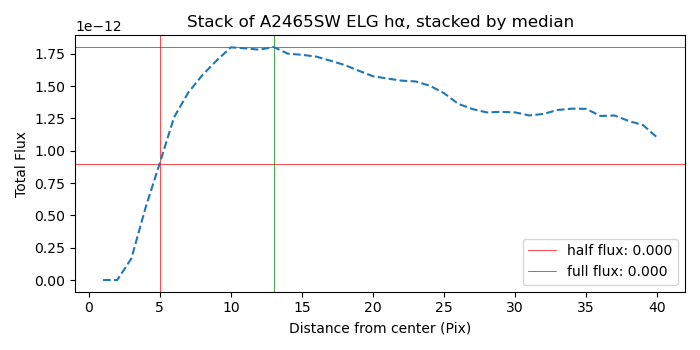 Stack of A2465SW ELG hα, stacked by median
1e−12
1.75
1.50
1.25
1.00
0.75
0.50
0.25
0.00
Total Flux
half flux: 0.000
full flux: 0.000
0 5 10 15 20 25 30 35 40
Distance from center (Pix)